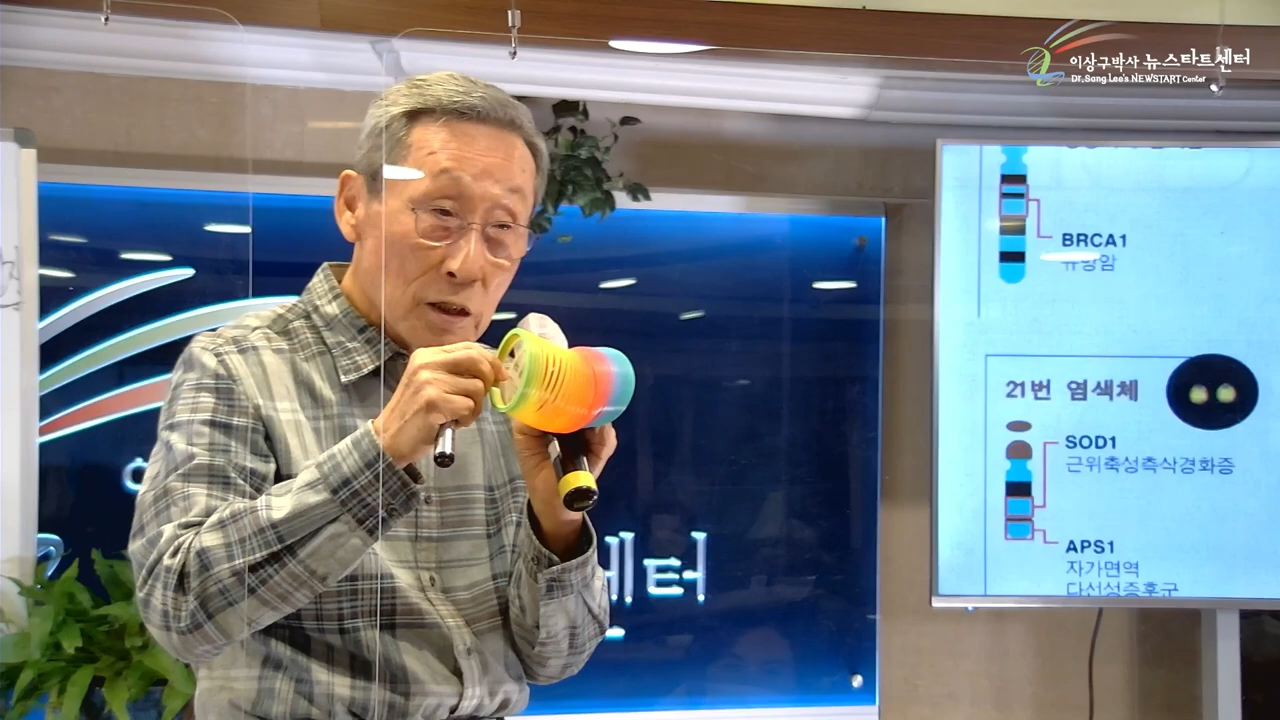 이상구박사 뉴스타트센터
Dr. Sang Lee's NEWSTART Center
BRCA1
유방암
21번 염색체
SOD1
근위축성측삭경화증
APS1
자가면역
다선성증후군
센터